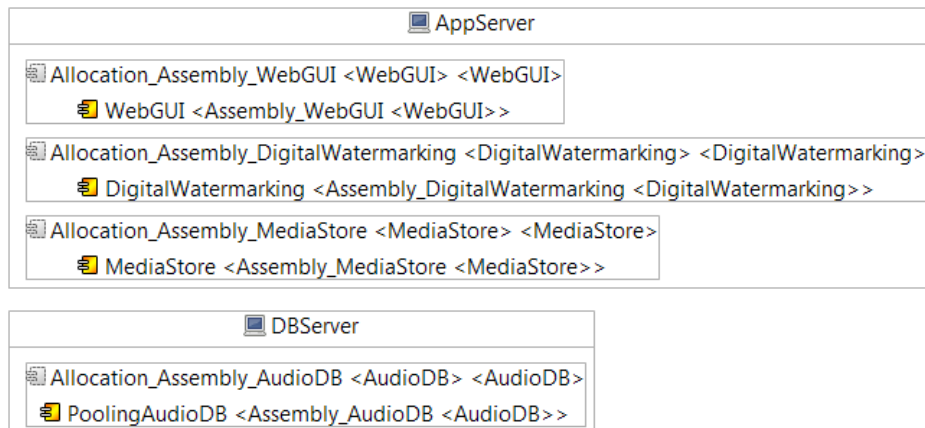 AppServer
Allocation_Assembly_WebGUI <WebGUI> <WebGUI>
WebGUI <Assembly_WebGUI <WebGUI>>
Allocation_Assembly_DigitalWatermarking <DigitalWatermarking> <DigitalWatermarking>
DigitalWatermarking <Assembly_DigitalWatermarking <DigitalWatermarking>>
Allocation_Assembly_MediaStore <MediaStore> <MediaStore>
MediaStore <Assembly_MediaStore <MediaStore>>
DBServer
Allocation_Assembly_AudioDB <AudioDB> <AudioDB>
PoolingAudioDB <Assembly_AudioDB <AudioDB>>